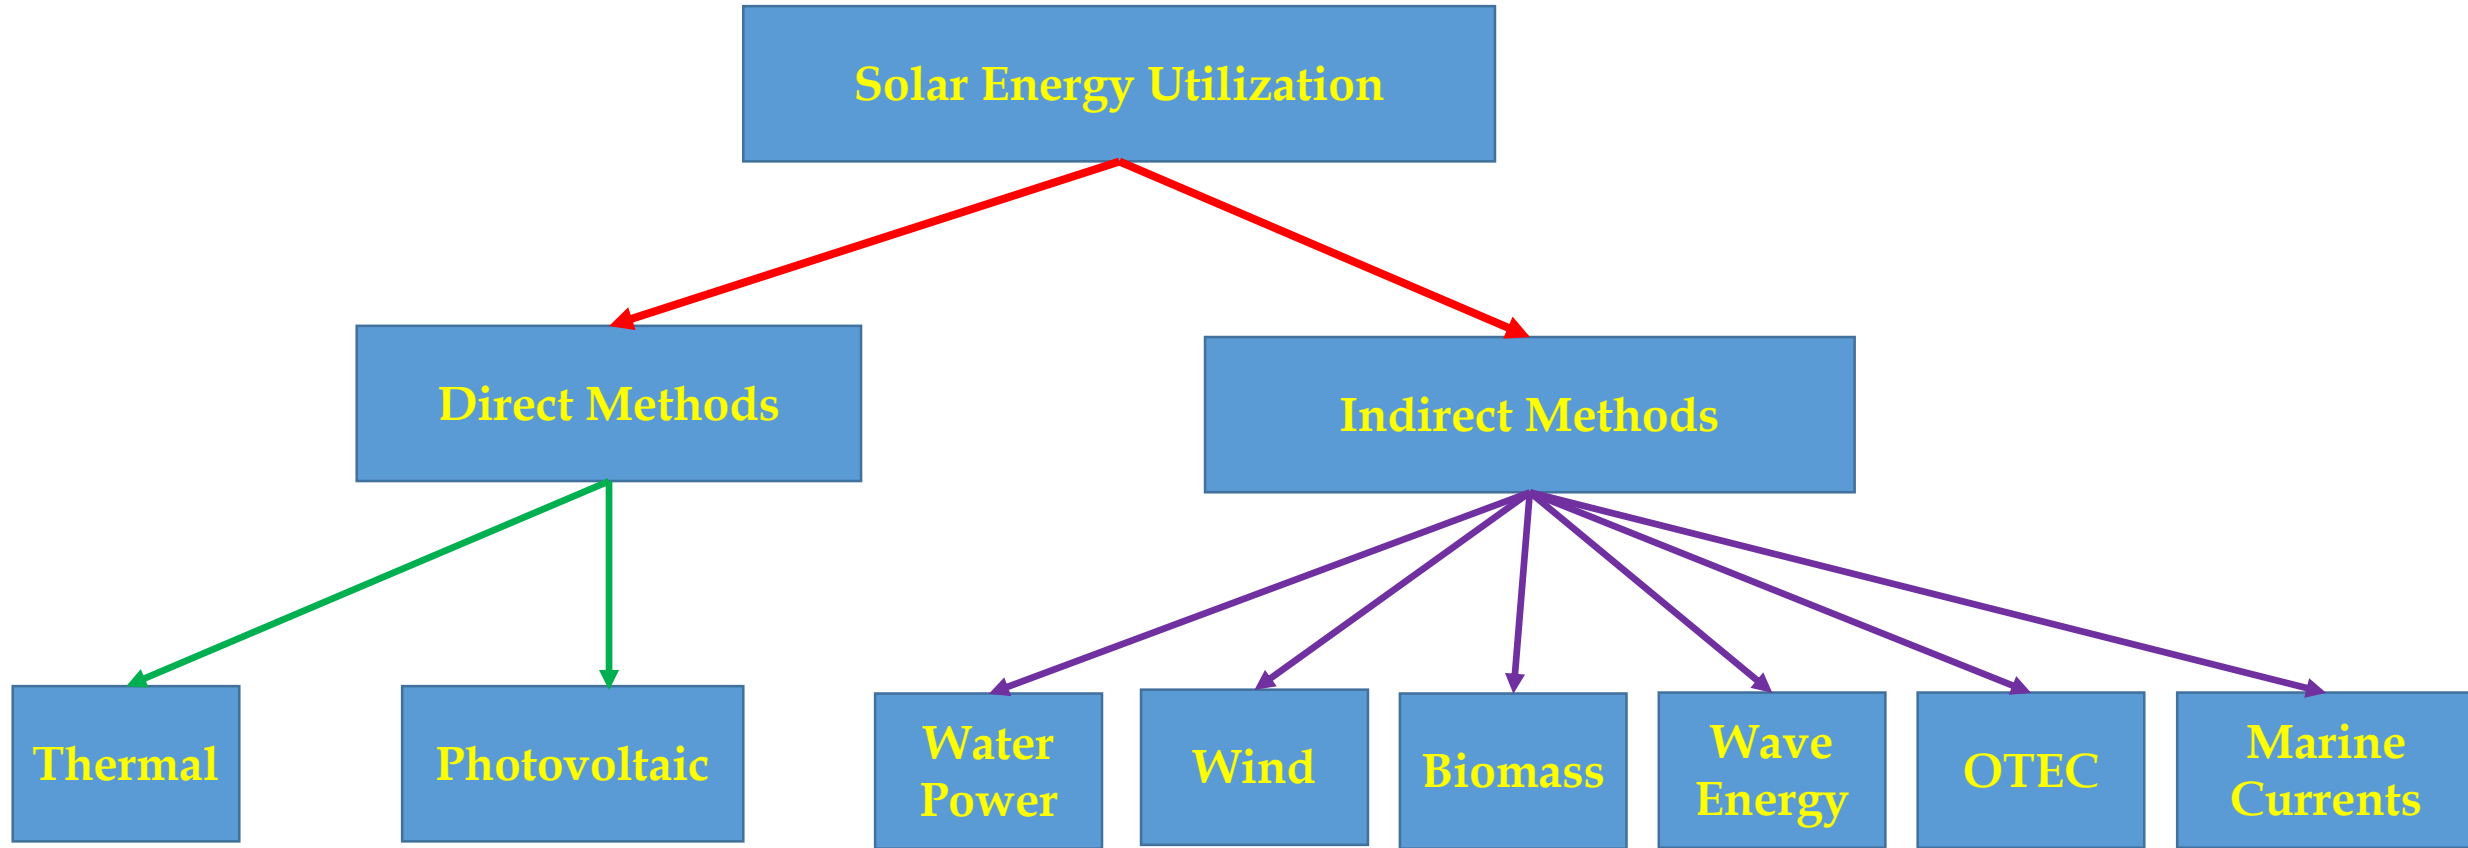 Solar Energy Utilization
Direct Methods
Indirect Methods
Thermal
Photovoltaic
Water
Power
Wind
Biomass
Wave
Energy
OTEC
Marine
Currents